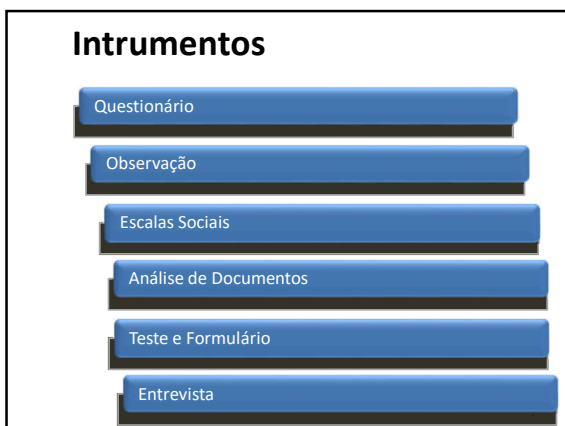 Intrumentos
Questionário
Observação
Escalas Sociais
Análise de Documentos
Teste e Formulário
Entrevista